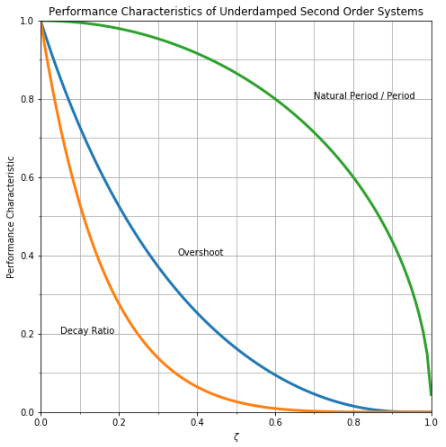 Performance Characteristics of Underdamped Second Order Systems
1.0
0.8
0.6
0.4
0.2
0.0
Performance Characteristic
Natural Period / Period
Overshoot
Decay Ratio
0.0 0.2 0.4 0.6 0.8 1.0
ζ